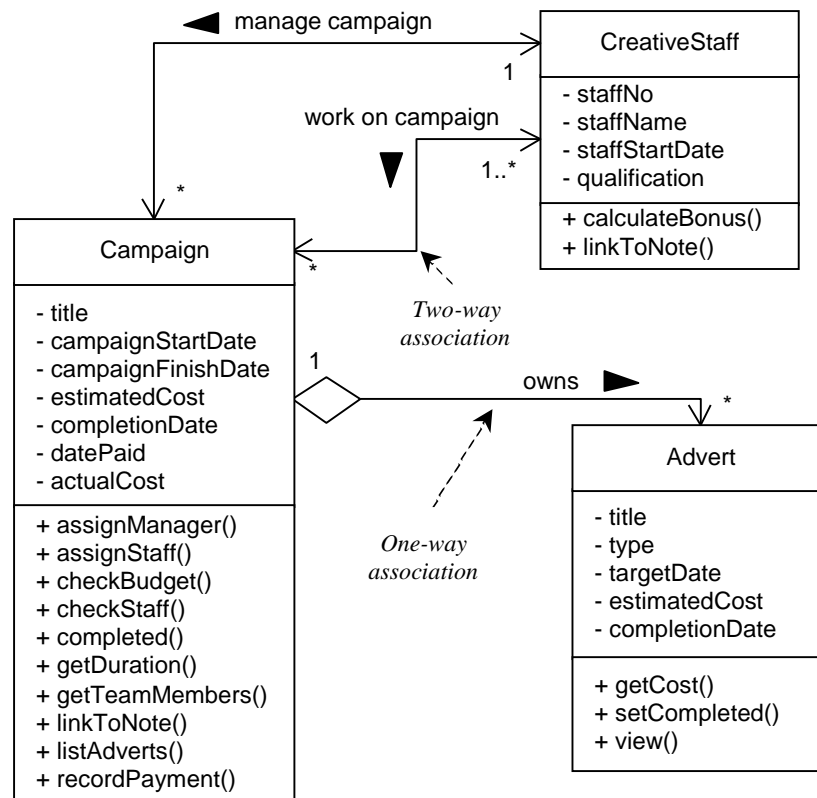 manage campaign
1
*
CreativeStaff
- staffNo
- staffName
- staffStartDate
- qualification
+ calculateBonus()
+ linkToNote()
work on campaign
1..*
*
Two-way
association
Campaign
- title
- campaignStartDate
- campaignFinishDate
- estimatedCost
- completionDate
- datePaid
- actualCost
+ assignManager()
+ assignStaff()
+ checkBudget()
+ checkStaff()
+ completed()
+ getDuration()
+ getTeamMembers()
+ linkToNote()
+ listAdverts()
+ recordPayment()
1
owns
*
One-way
association
Advert
- title
- type
- targetDate
- estimatedCost
- completionDate
+ getCost()
+ setCompleted()
+ view()